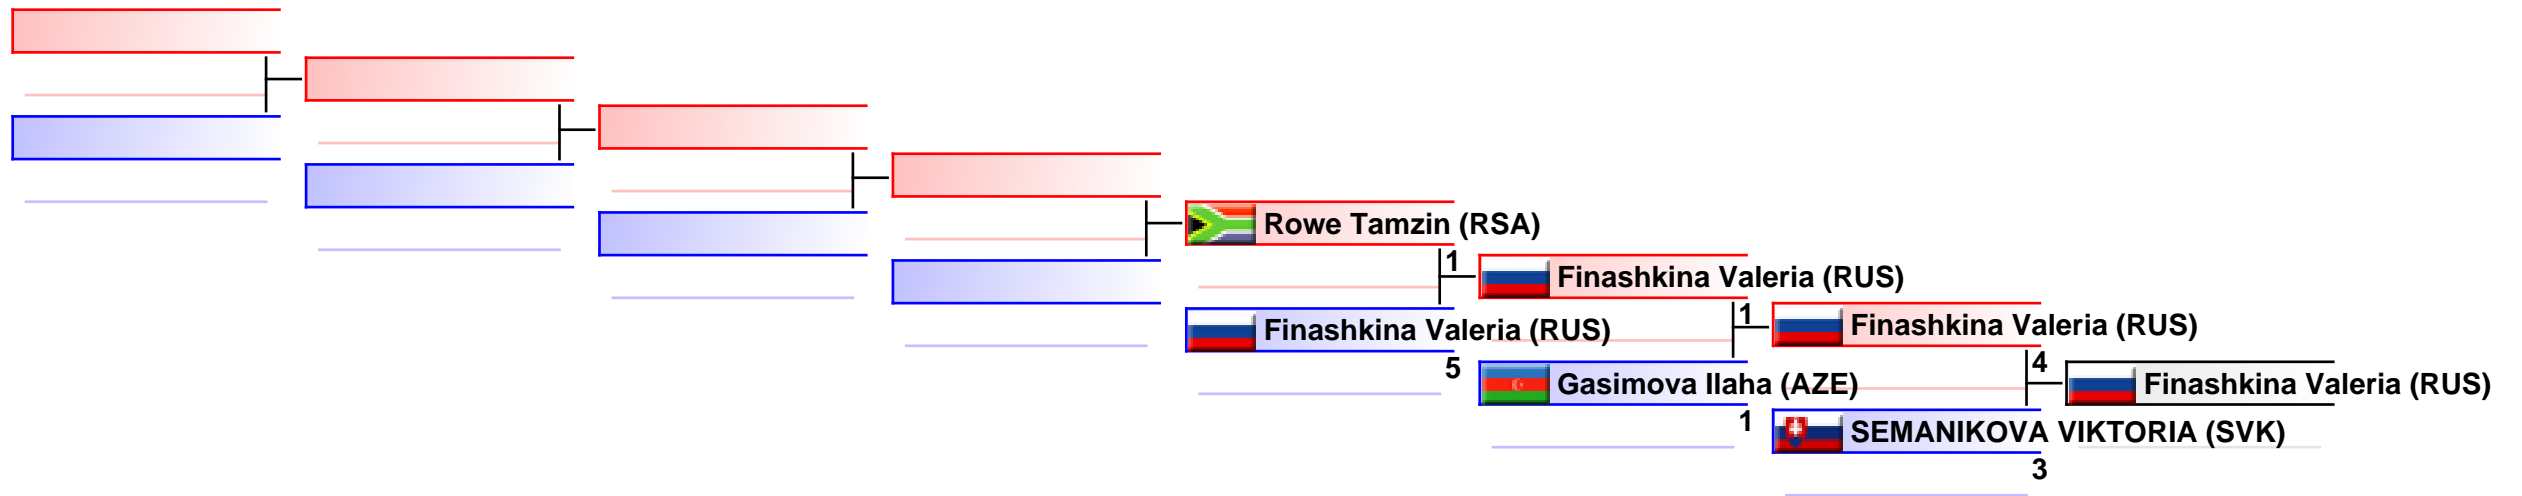 Rowe Tamzin (RSA)
1
Finashkina Valeria (RUS)
5
Finashkina Valeria (RUS)
1
Gasimova Ilaha (AZE)
1
Finashkina Valeria (RUS)
4
SEMANIKOVA VIKTORIA (SVK)
3
Finashkina Valeria (RUS)